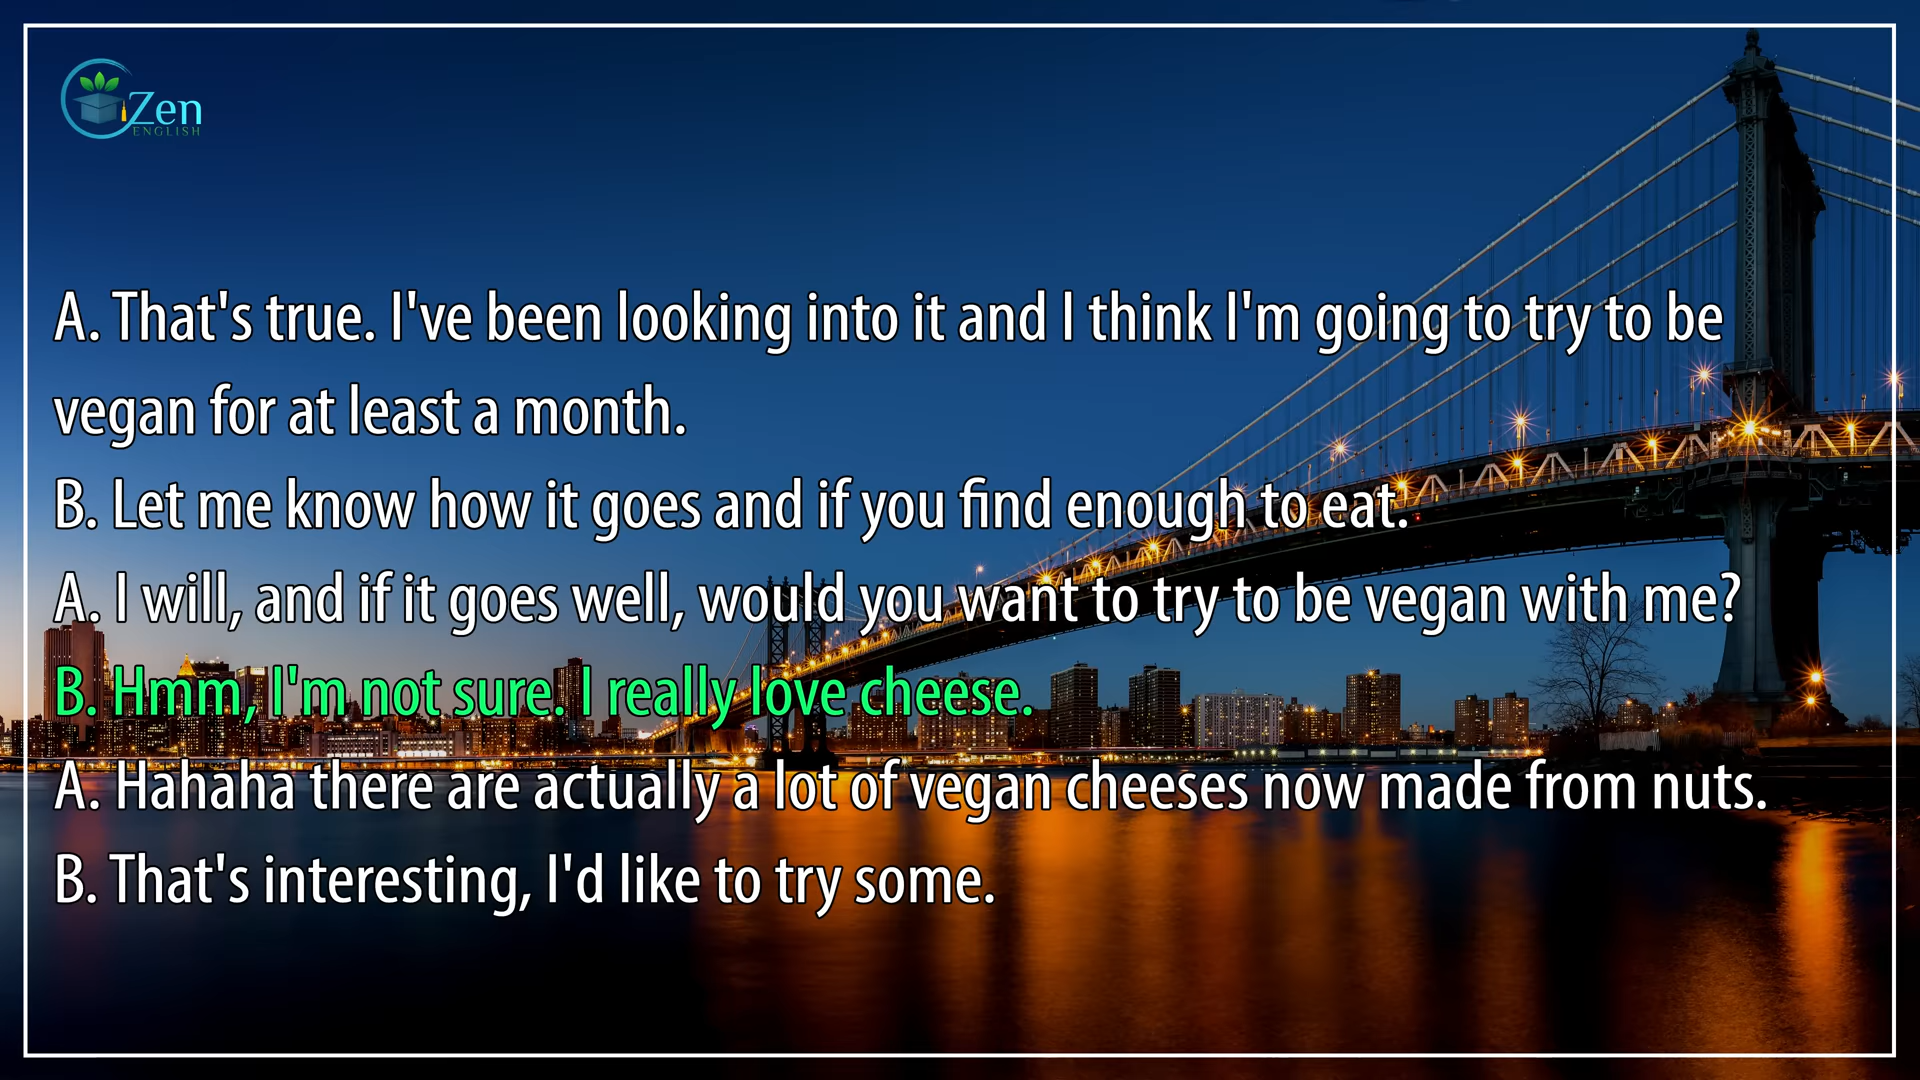 Zen
ENGLISH
A. That's true. I've been looking into it and I think I'm going to try to be
vegan for at least a month.
B. Let me know how it goes and if you find enough to eat.
A. I will, and if it goes well, would you want to try to be vegan with me?
B. Hmm, I'm not sure. I really love cheese.
A. Hahaha there are actually a lot of vegan cheeses now made from nuts.
B. That's interesting, I'd like to try some.